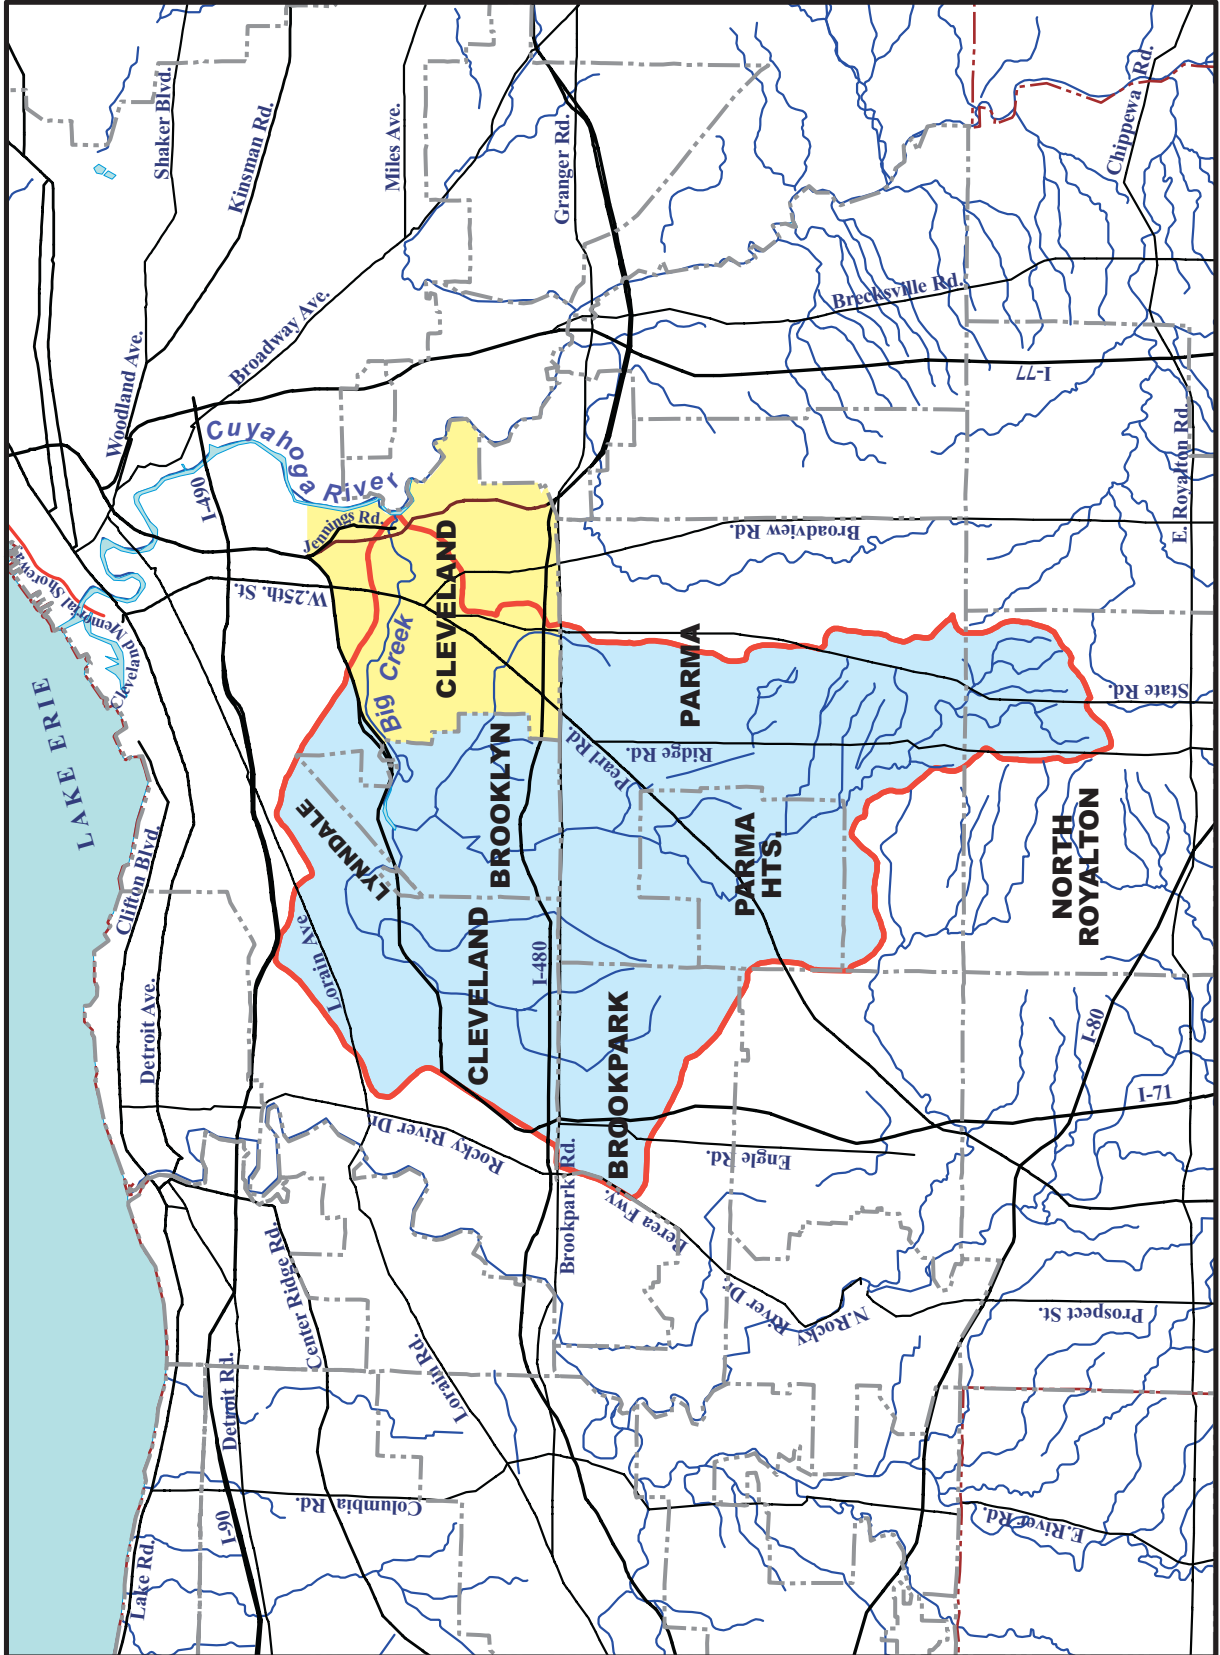 LAKE ERIE
Cleveland Memorial Shoreway
Shaker Blvd.
Kinsman Rd.
Miles Ave.
Granger Rd.
Chippewa Rd.
Woodland Ave.
Broadway Ave.
Brecksville Rd.
I-77
I-490
Cuyahoga River
Jennings Rd.
W.25th. St.
Broadview Rd.
E. Royalton Rd.
Big Creek
CLEVELAND
PARMA
State Rd.
Ridge Rd.
Pearl Rd.
LYNNDALE
BROOKLYN
PARMA
HTS.
NORTH
ROYALTON
Clifton Blvd.
Detroit Ave.
Lorain Ave
CLEVELAND
I-480
BROOKPARK
I-80
I-71
Rocky River Dr
Brookpark Rd.
Engle Rd.
Berea Fwy.
Center Ridge Rd.
Lorain Rd.
N.Rocky
River Dr
Prospect St.
Detroit Rd.
Columbia Rd.
I-90
Lake Rd.
E.River Rd.